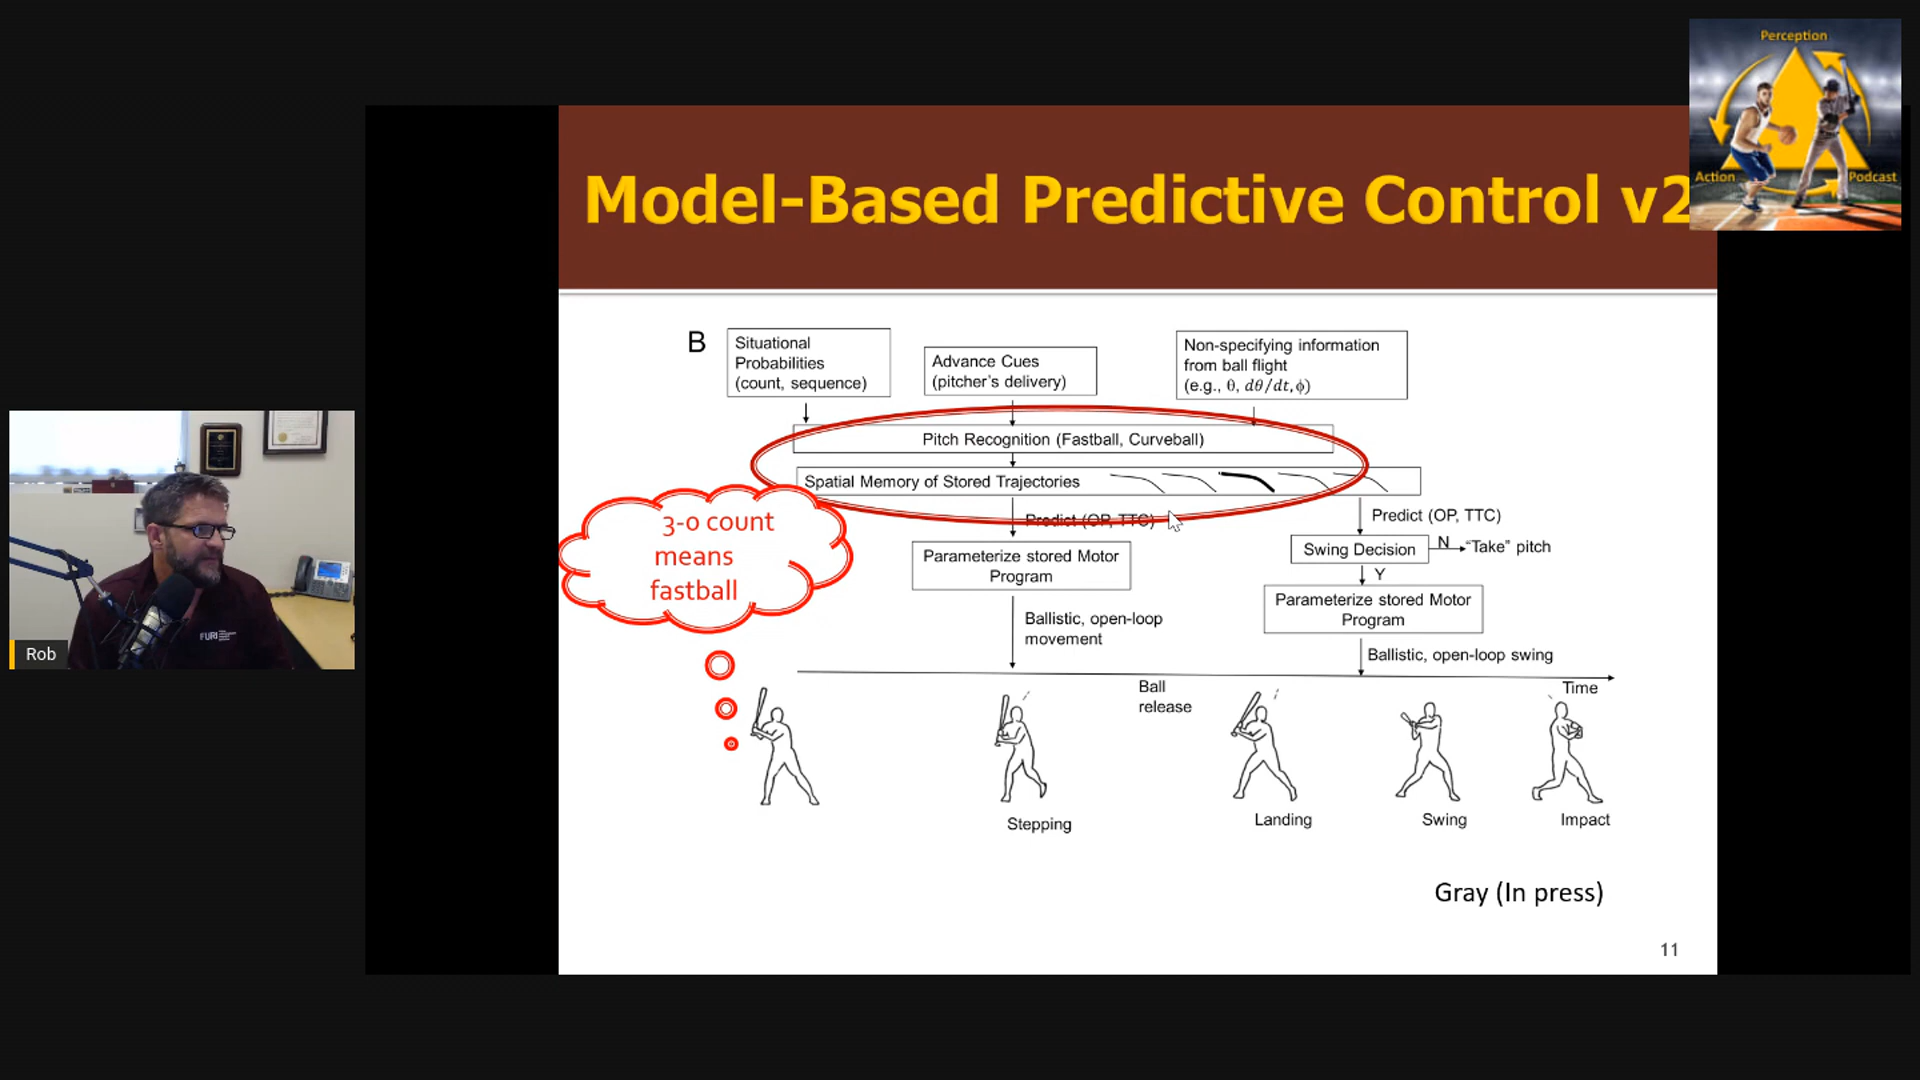 Perception
Action
Podcast
Model-Based Predictive Control v2
B
Situational
Probabilities
(count, sequence)
Advance Cues
(pitcher's delivery)
Non-specifying information
from ball flight
(e.g., θ, dθ/dt, ϕ)
Pitch Recognition (Fastball, Curveball)
Spatial Memory of Stored Trajectories
3-0 count
means
fastball
Predict (OP, TTC)
Predict (OP, TTC)
Parameterize stored Motor
Program
Swing Decision
N
"Take" pitch
Y
Parameterize stored Motor
Program
Ballistic, open-loop
movement
Ballistic, open-loop swing
Ball
release
Time
Stepping
Landing
Swing
Impact
Gray (In press)
11
FURI
Rob